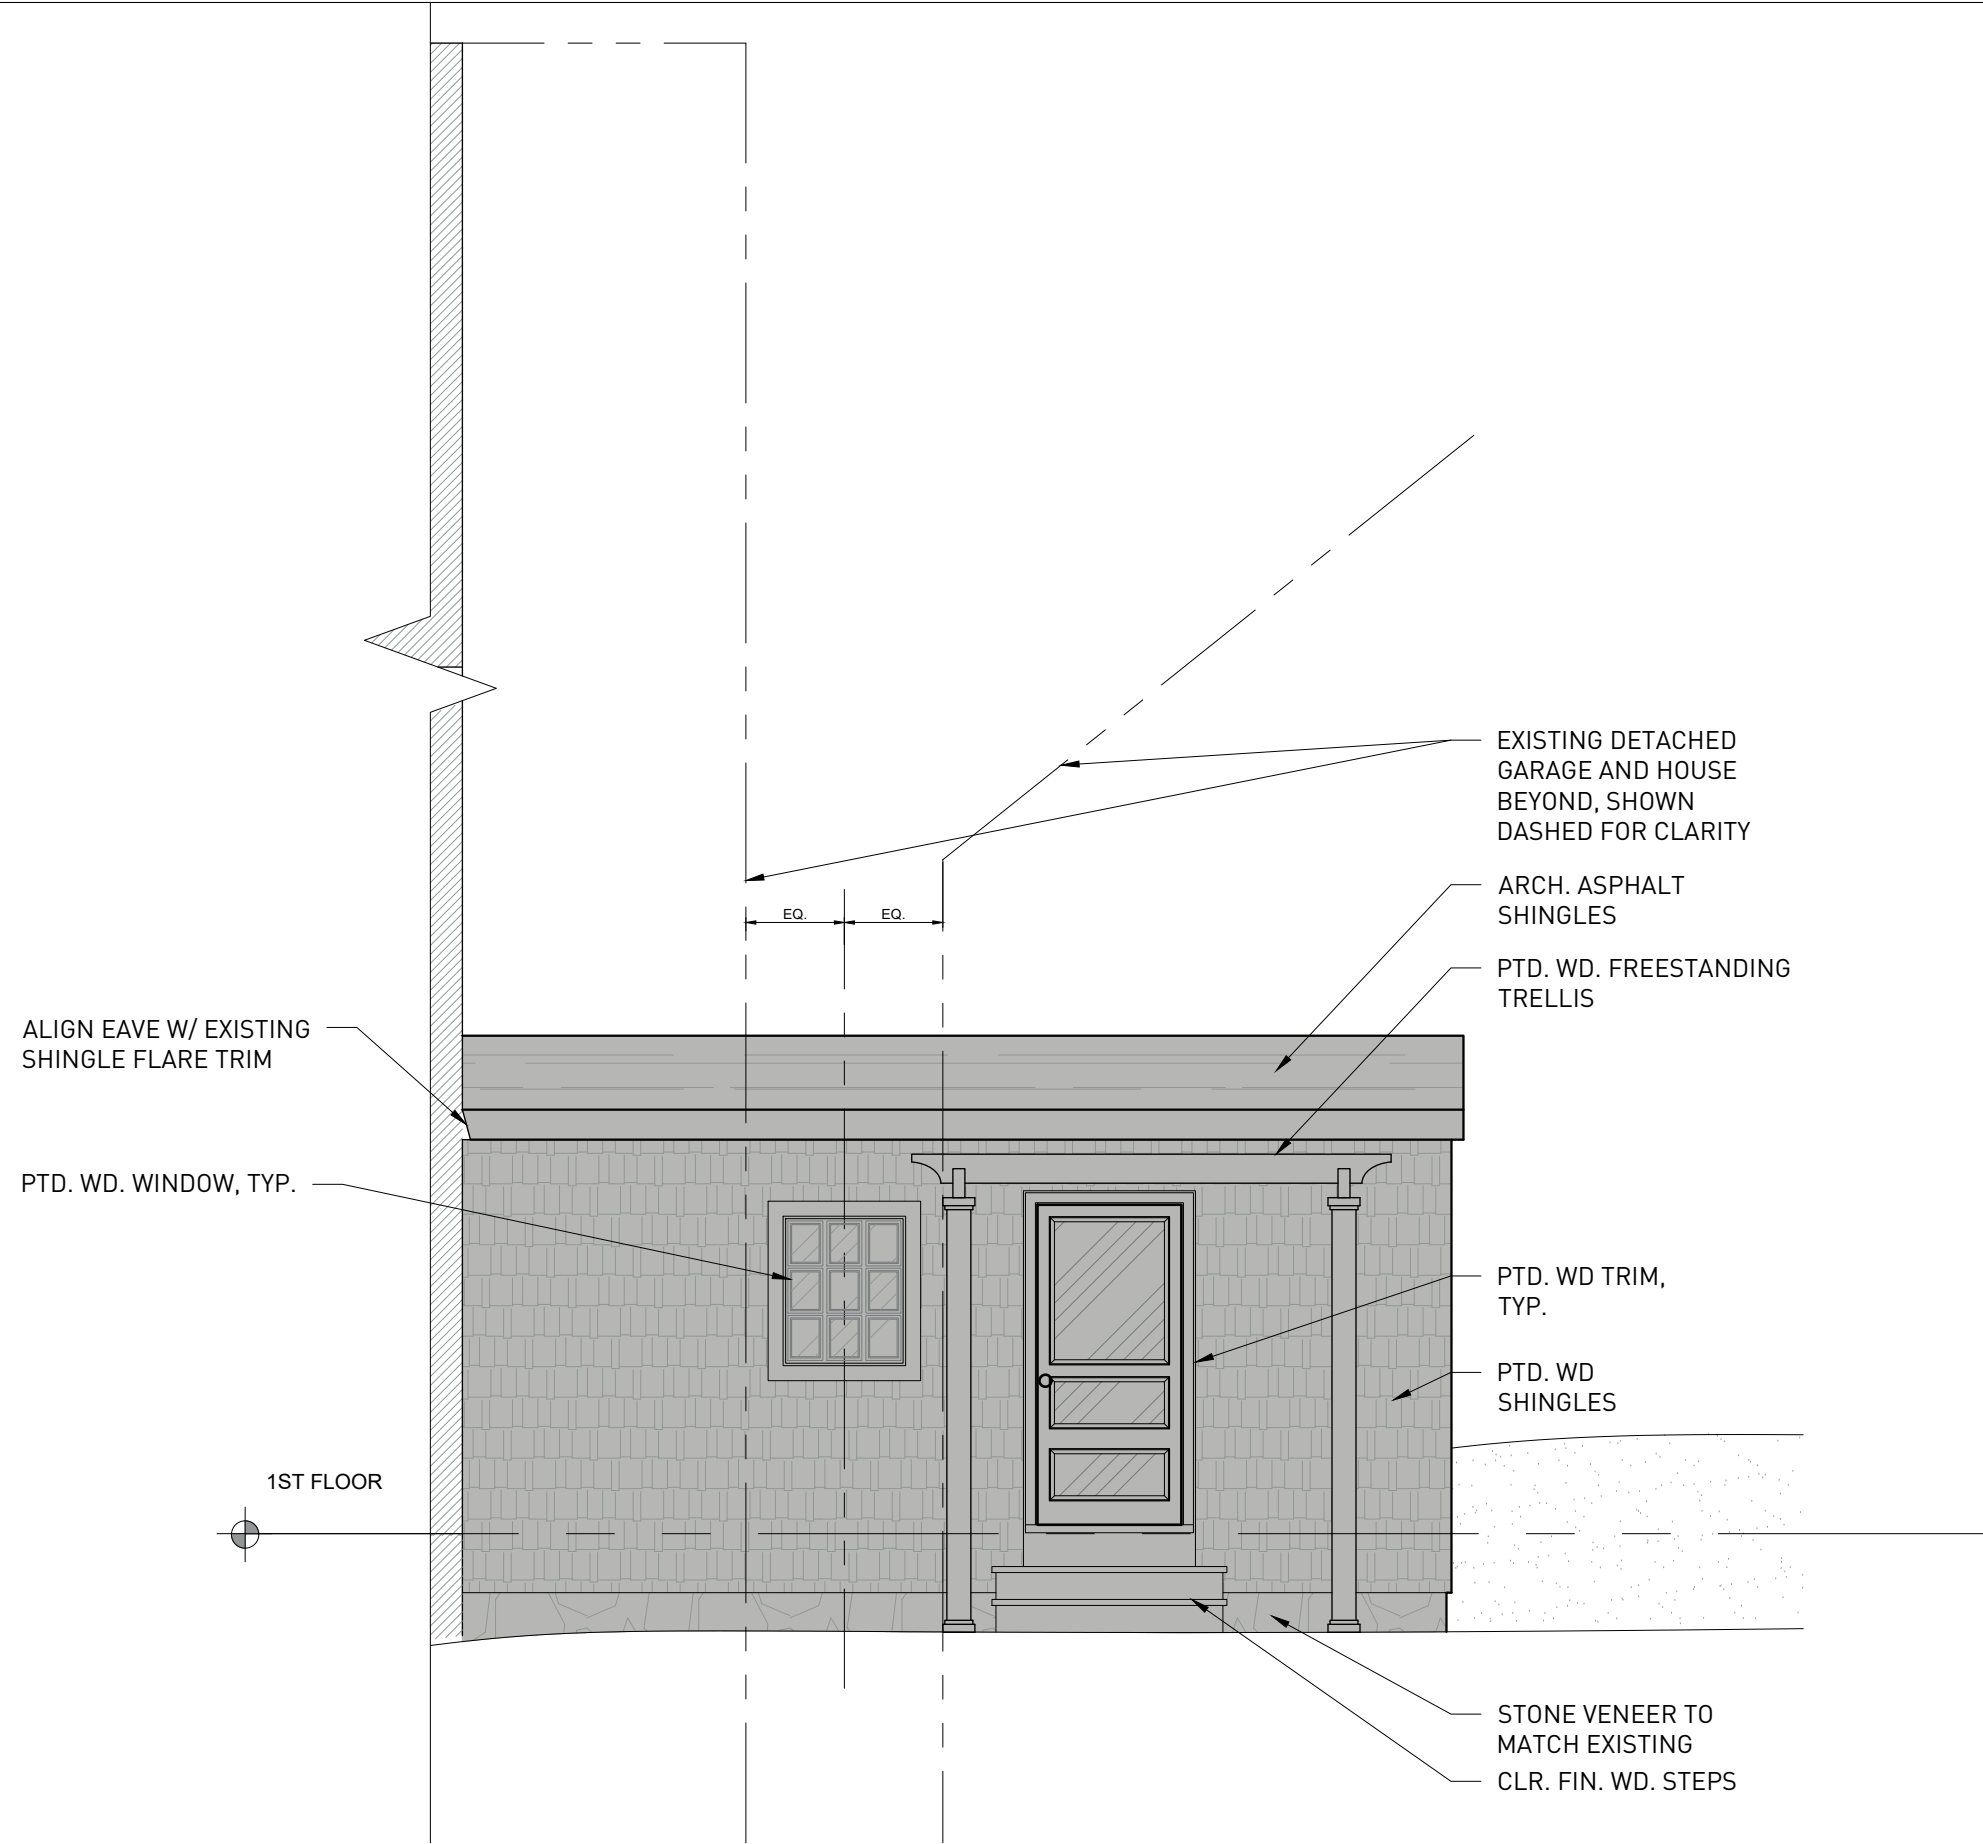 EXISTING DETACHED
GARAGE AND HOUSE
BEYOND, SHOWN
DASHED FOR CLARITY
ARCH. ASPHALT
SHINGLES
EQ.
EQ.
PTD. WD. FREESTANDING
TRELLIS
ALIGN EAVE W/ EXISTING
SHINGLE FLARE TRIM
PTD. WD. WINDOW, TYP.
PTD. WD TRIM,
TYP.
PTD. WD
SHINGLES
1ST FLOOR
STONE VENEER TO
MATCH EXISTING
CLR. FIN. WD. STEPS